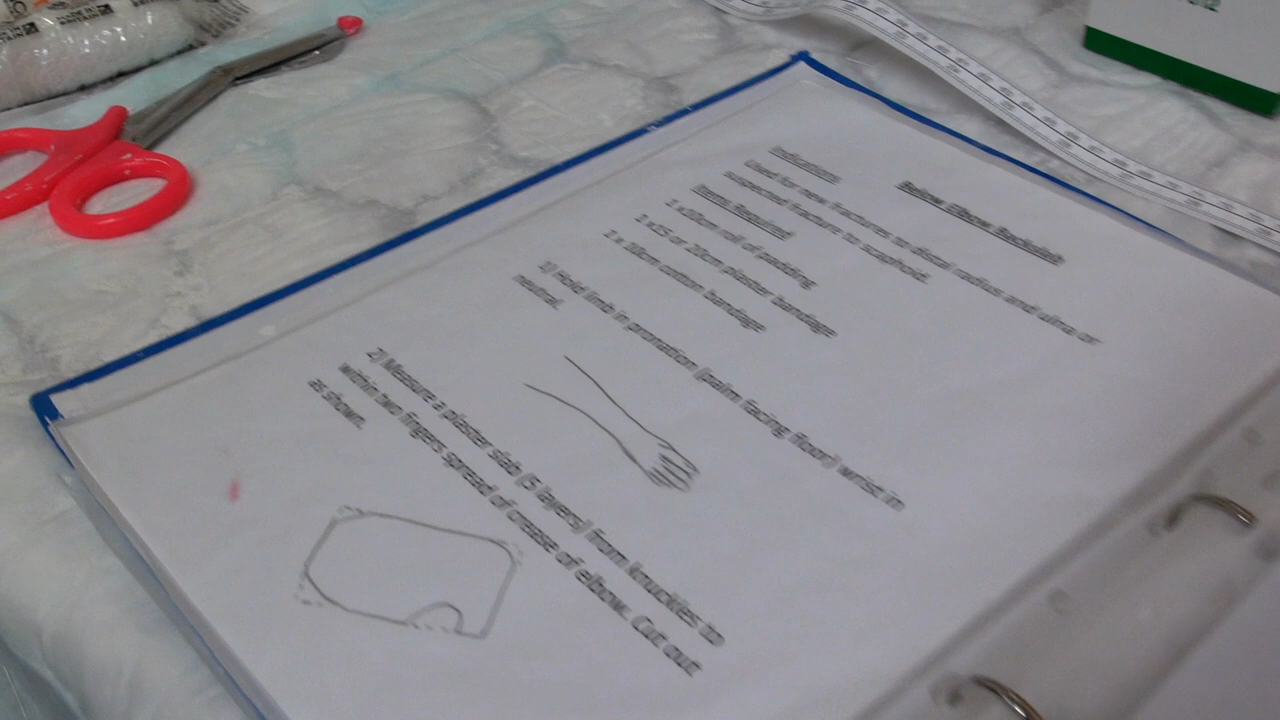 Below Elbow Backslab
Indications
Used for new fractures to distal radius and ulna or
suspected fracture to scaphoid.
Items Required
1 x 10cm roll of padding
1 x15 or 20cm plaster bandage
1 x 10cm cotton bandage
1) Hold limb in pronation (palm facing floor) wrist in
neutral.
2) Measure a plaster slab (5 layers) from knuckles to
within two fingers spread of crease of elbow. Cut out
as shown.